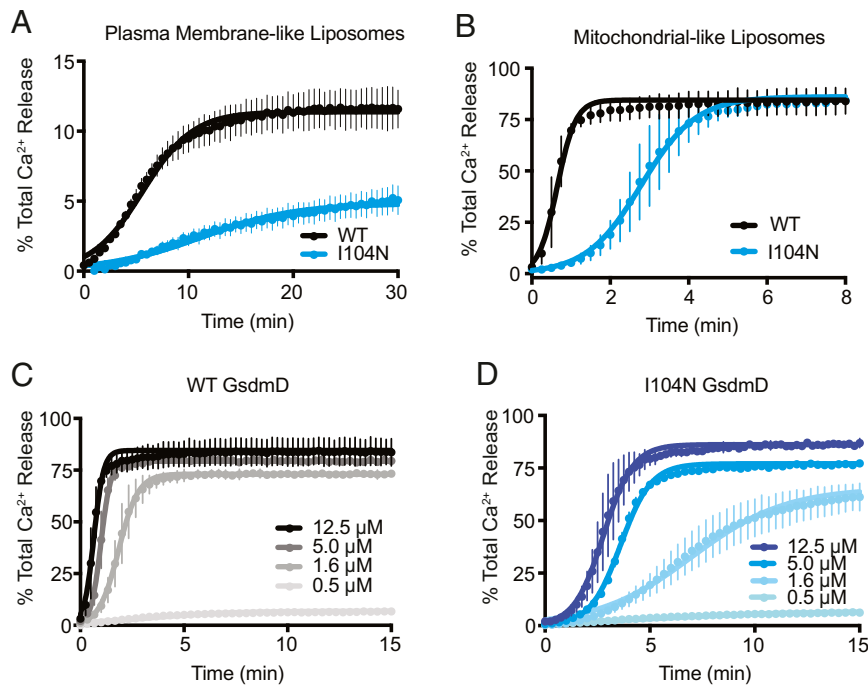 A
Plasma Membrane-like Liposomes
% Total Ca²⁺ Release
15
10
5
0
WT
I104N
0 10 20 30
Time (min)
B
Mitochondrial-like Liposomes
% Total Ca²⁺ Release
100
75
50
25
0
WT
I104N
0 2 4 6 8
Time (min)
C
WT GsdmD
% Total Ca²⁺ Release
100
75
50
25
0
12.5 µM
5.0 µM
1.6 µM
0.5 µM
0 5 10 15
Time (min)
D
I104N GsdmD
% Total Ca²⁺ Release
100
75
50
25
0
12.5 µM
5.0 µM
1.6 µM
0.5 µM
0 5 10 15
Time (min)